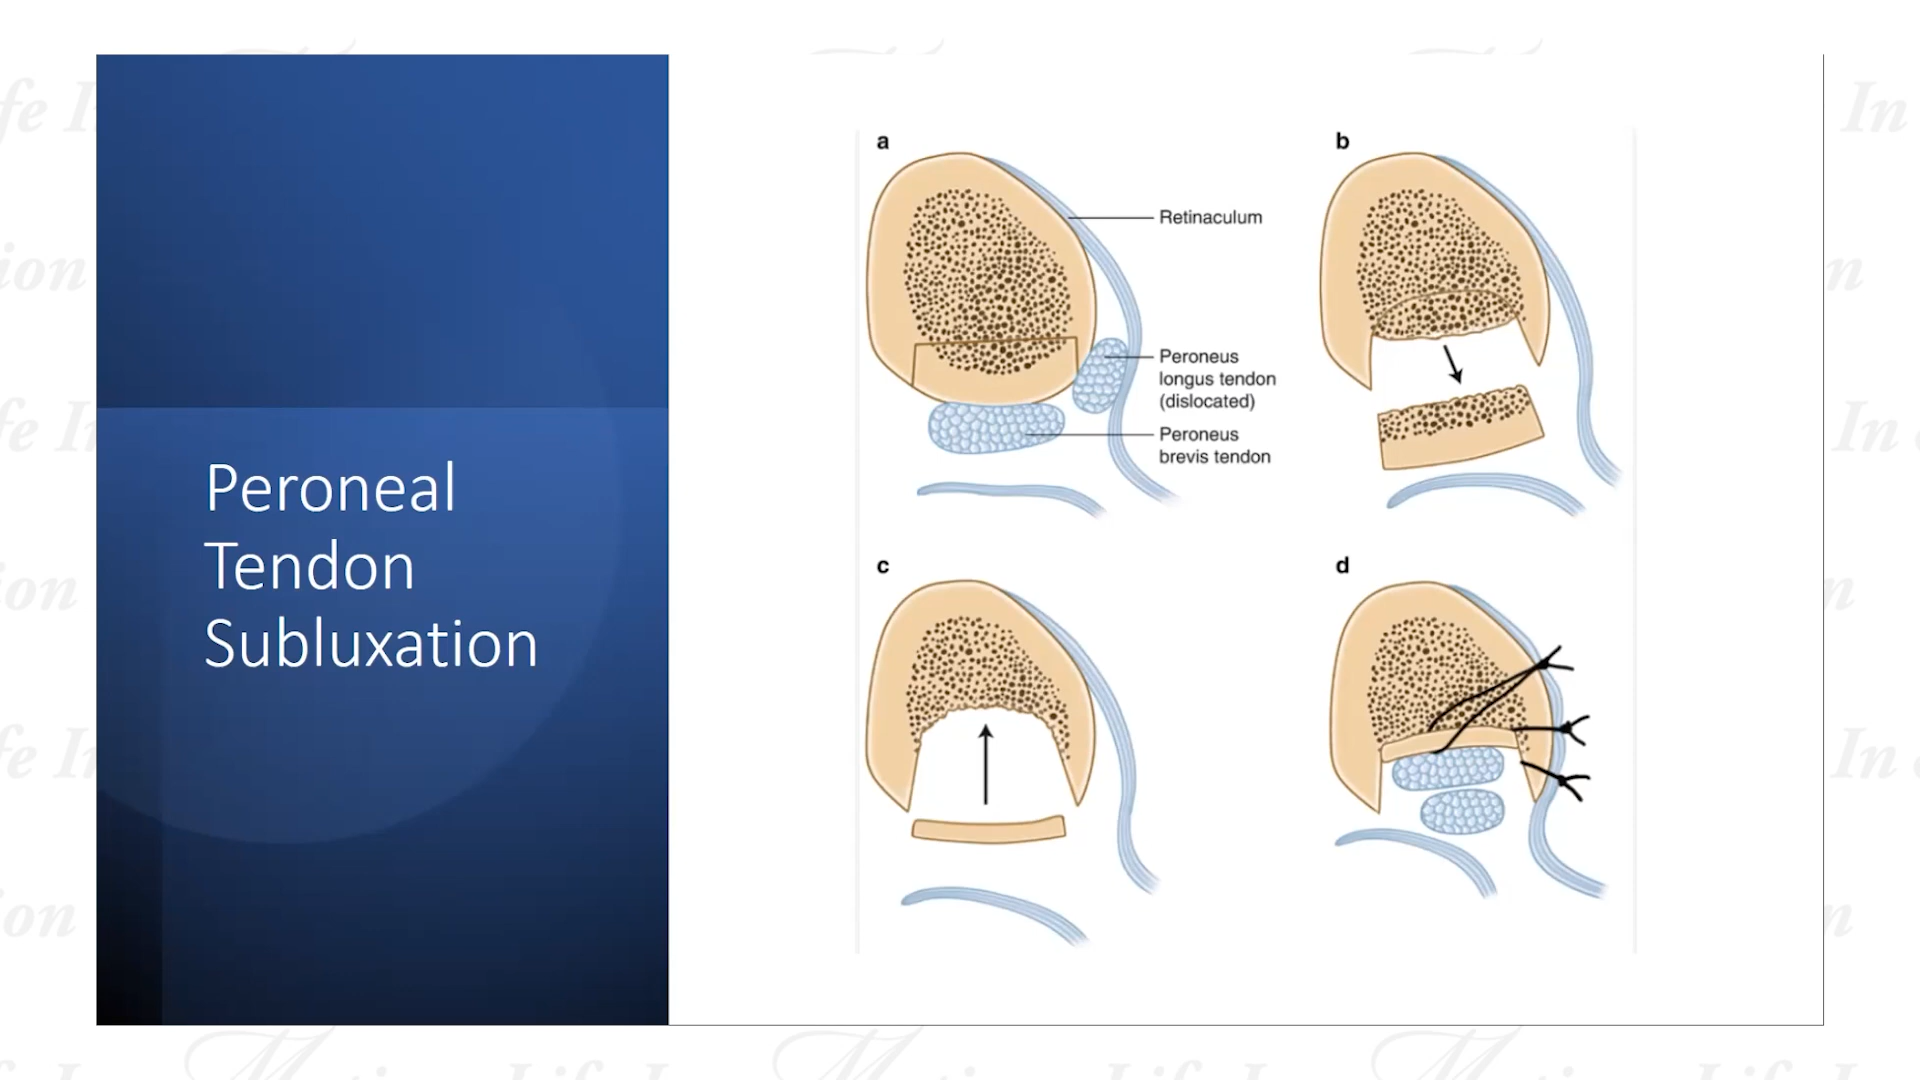 Peroneal
Tendon
Subluxation
a
Retinaculum
Peroneus
longus tendon
(dislocated)
Peroneus
brevis tendon
b
c
d